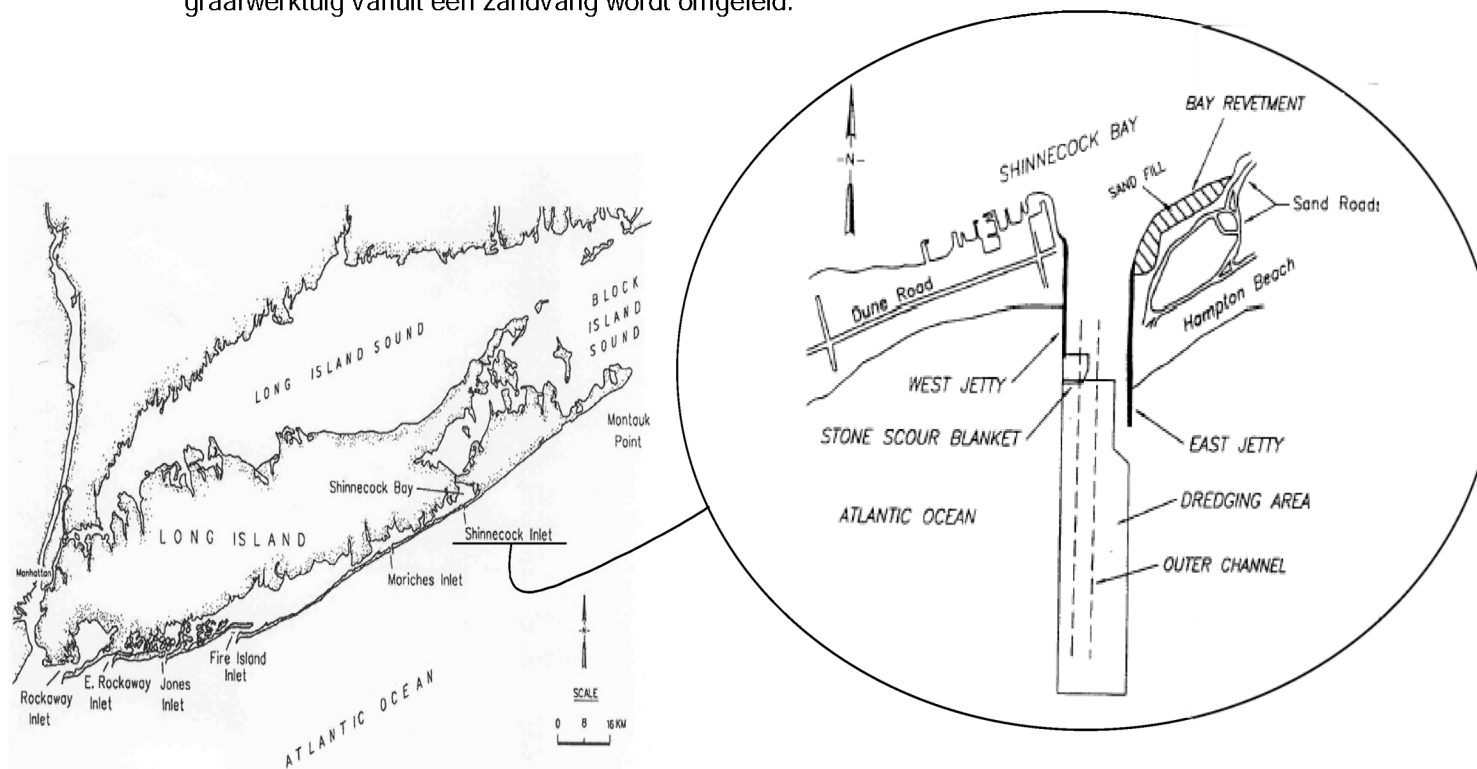 graafwerktuig vanuit een zandvang wordt omgeleid.
LONG ISLAND SOUND
BLOCK
ISLAND
SOUND
Montauk
Point
Shinnecock Bay
LONG ISLAND
Shinnecock Inlet
Manhattan
Moriches Inlet
Fire Island
Inlet
Rockaway
Inlet
E. Rockaway
Inlet
Jones
Inlet
ATLANTIC OCEAN
-N-
SCALE
0 8 16 KM
-N-
SHINNECOCK BAY
BAY REVETMENT
SAND FILL
Sand Roads
Dune Road
Hampton Beach
WEST JETTY
STONE SCOUR BLANKET
EAST JETTY
ATLANTIC OCEAN
DREDGING AREA
OUTER CHANNEL